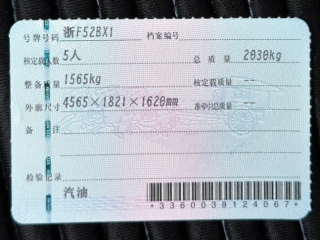 号牌号码 浙F52BX1 档案编号
核定载人数 5人 总质量 2030kg
整备质量 1565kg 核定载质量 --
外廓尺寸 4565×1821×1620mm 准牵引总质量 --
备注
检验记录 汽油
*3360038124067*